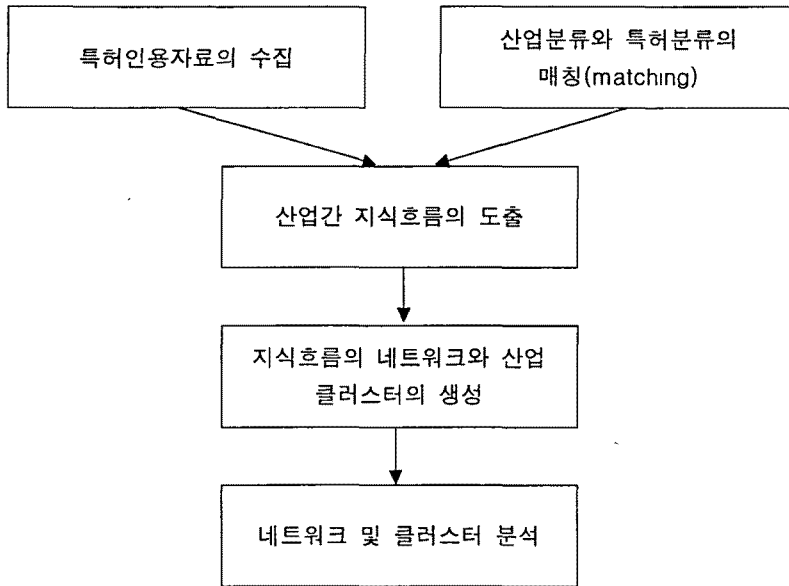 특허인용자료의 수집
산업분류와 특허분류의
매칭(matching)
산업간 지식흐름의 도출
지식흐름의 네트워크와 산업
클러스터의 생성
네트워크 및 클러스터 분석